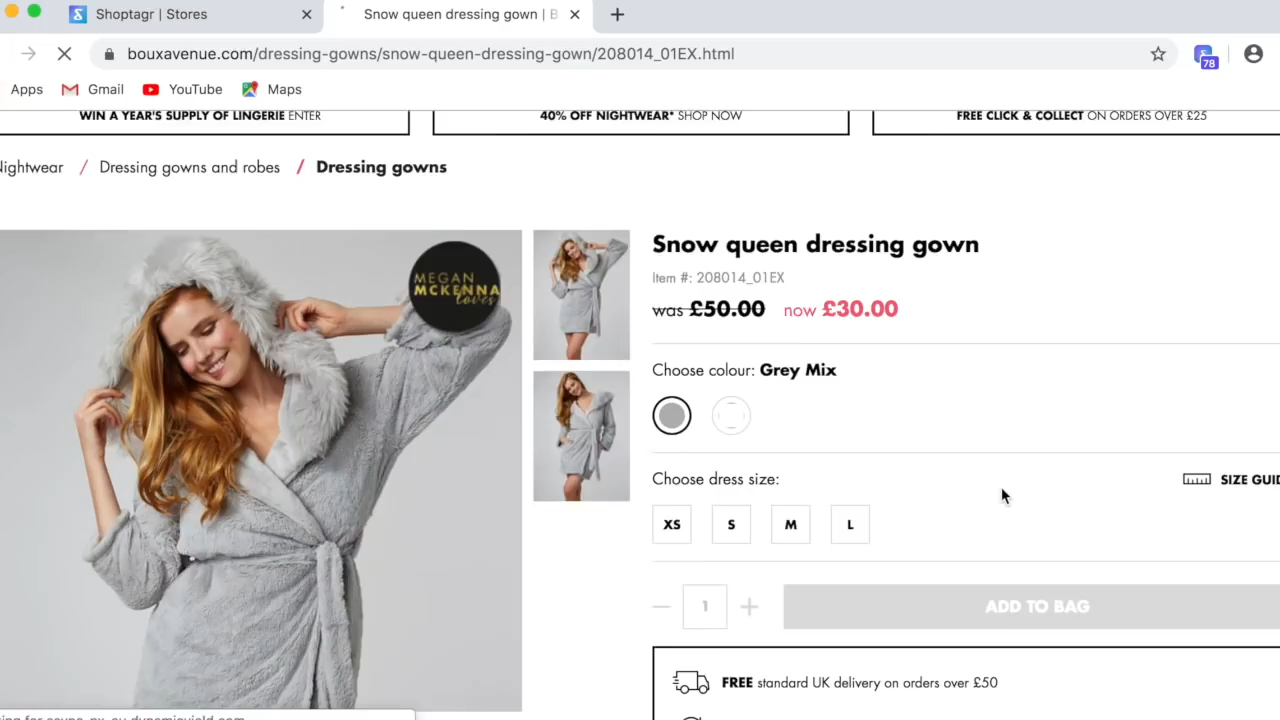 Shoptagr | Stores
Snow queen dressing gown | B
bouxavenue.com/dressing-gowns/snow-queen-dressing-gown/208014_01EX.html
78
Apps Gmail YouTube Maps
WIN A YEAR'S SUPPLY OF LINGERIE ENTER
40% OFF NIGHTWEAR* SHOP NOW
FREE CLICK & COLLECT ON ORDERS OVER £25
Nightwear / Dressing gowns and robes / Dressing gowns
MEGAN
MCKENNA
loves
Snow queen dressing gown
Item #: 208014_01EX
was £50.00 now £30.00
Choose colour: Grey Mix
Choose dress size:
SIZE GUID
XS S M L
1
ADD TO BAG
FREE standard UK delivery on orders over £50